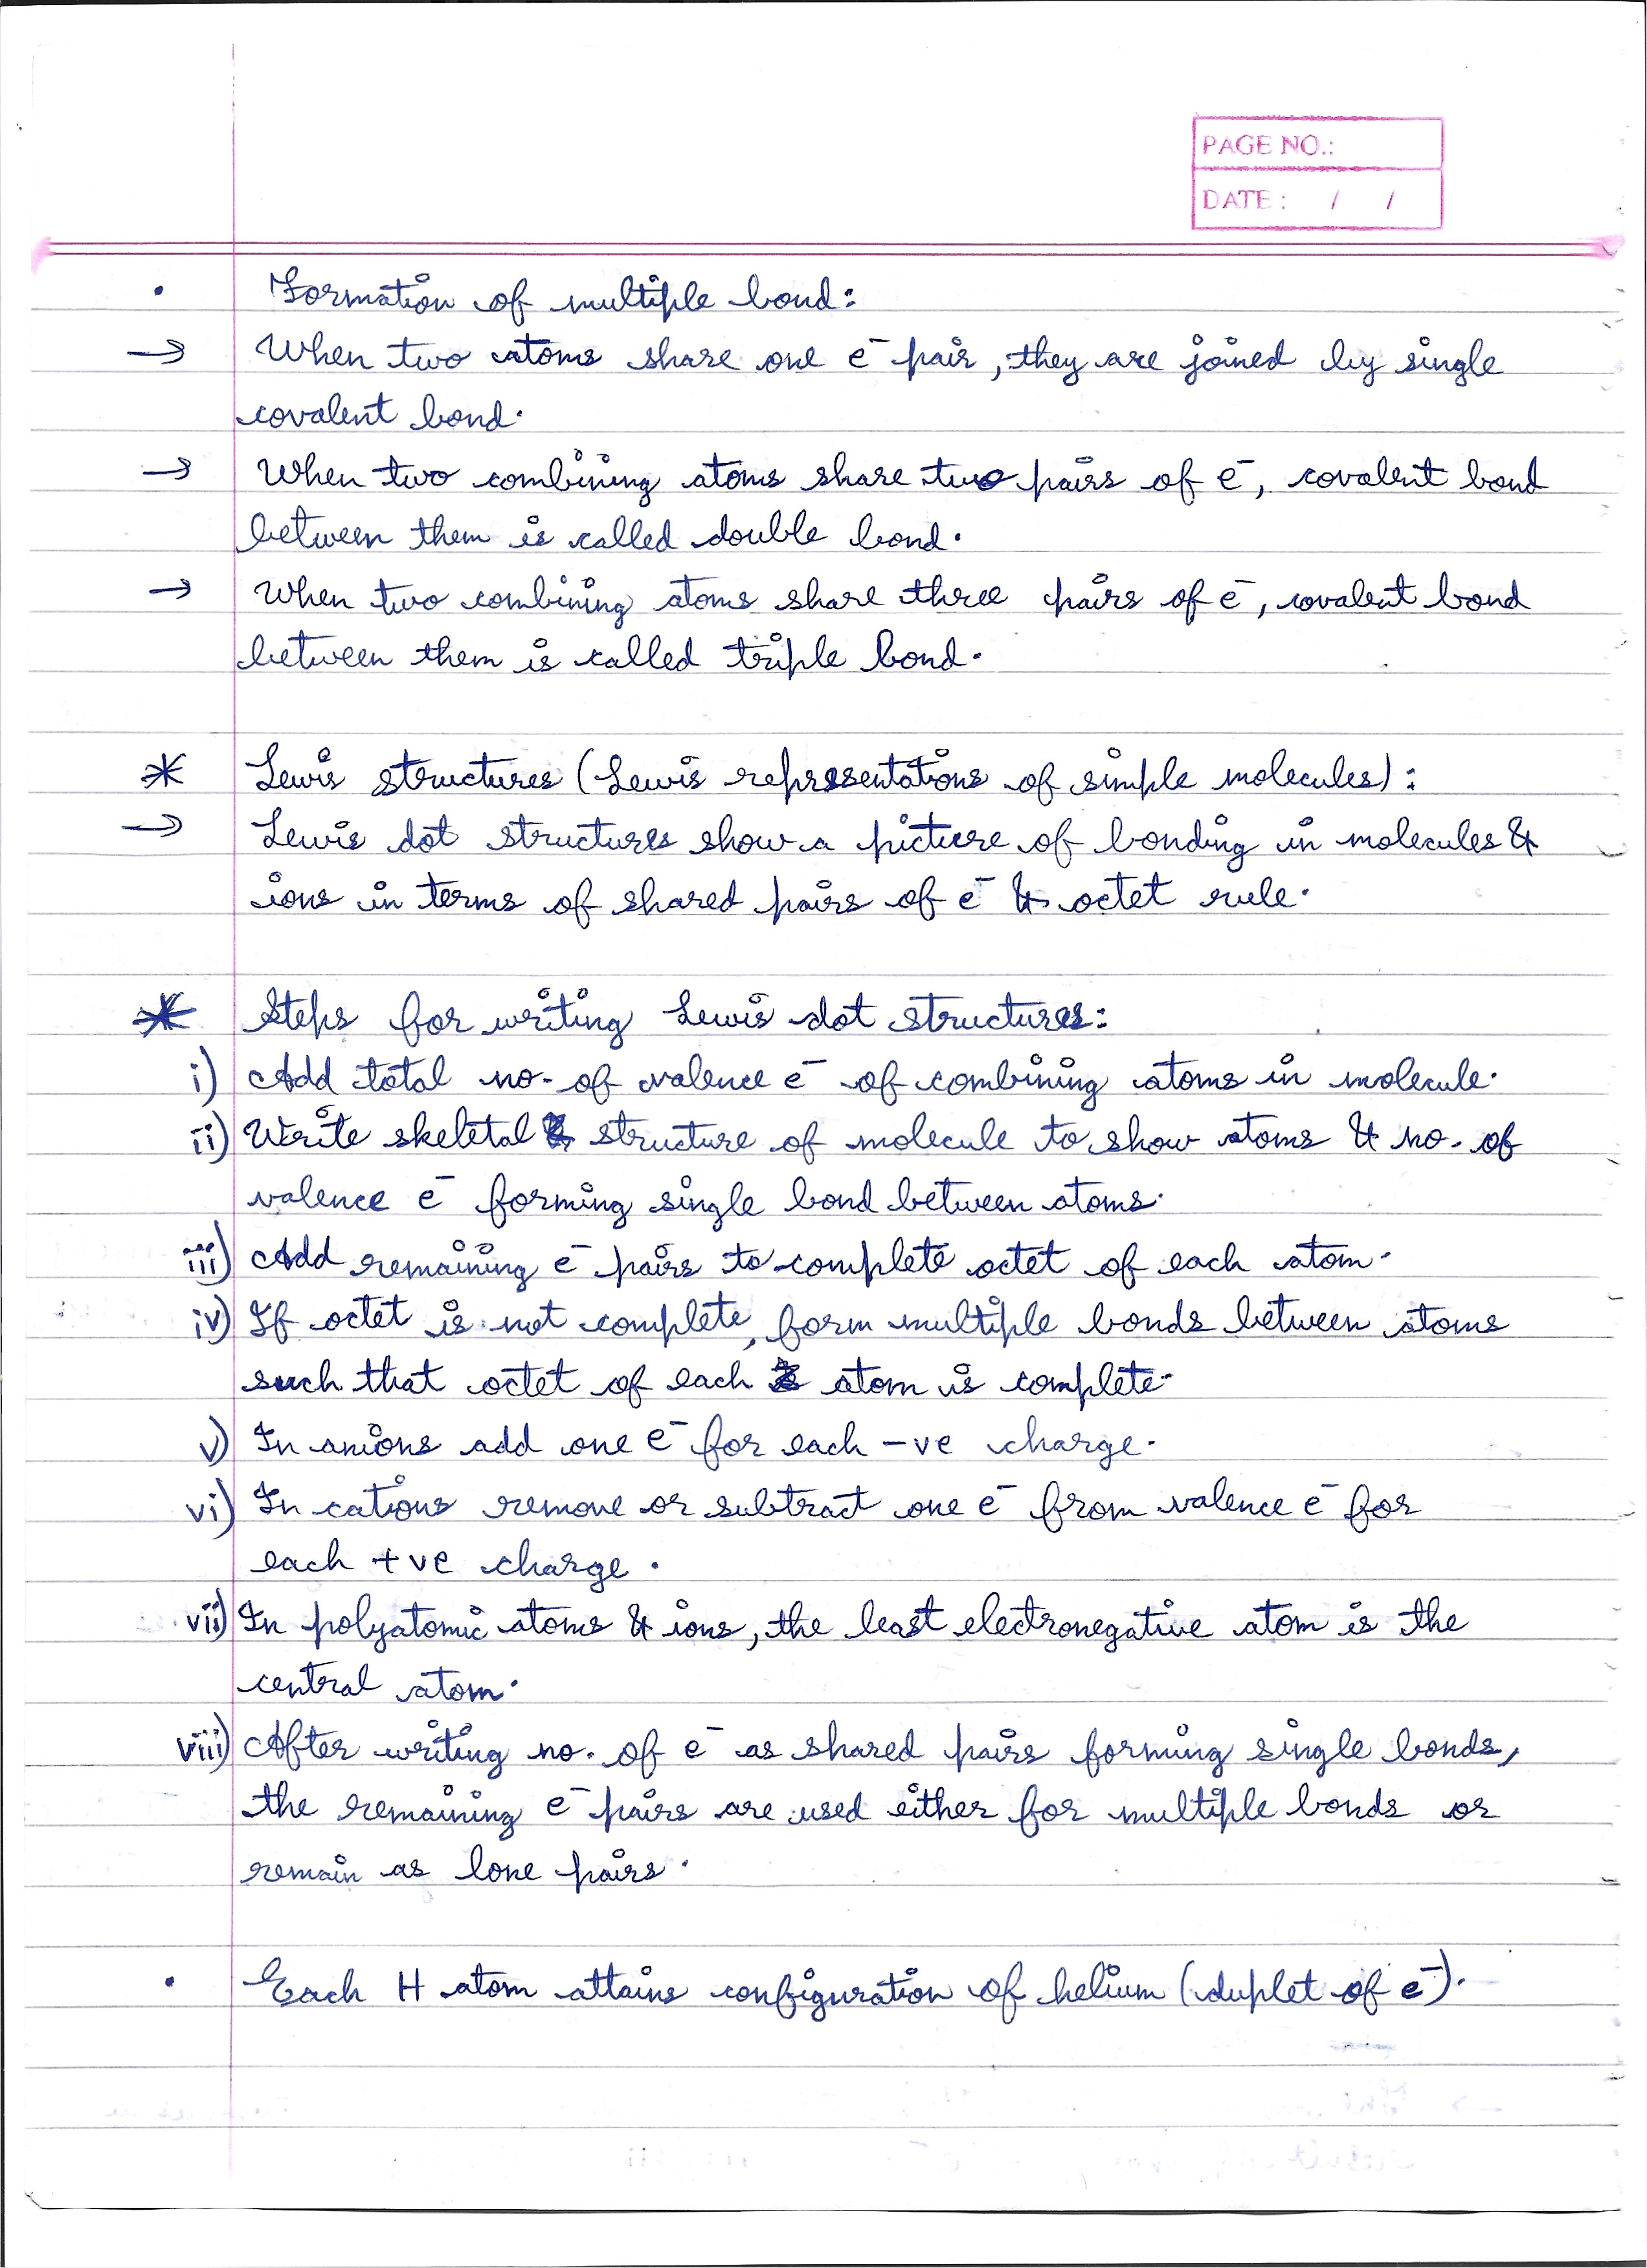 PAGE NO.:
DATE : / /
• Formation of multiple bond:
→ When two atoms share one e⁻ pair, they are joined by single
covalent bond.
→ When two combining atoms share two pairs of e⁻, covalent bond
between them is called double bond.
→ When two combining atoms share three pairs of e⁻, covalent bond
between them is called triple bond.
* Lewis structures (Lewis representations of simple molecules):
→ Lewis dot structures show a picture of bonding in molecules &
ions in terms of shared pairs of e⁻ & octet rule.
* Steps for writing Lewis dot structures:
i) Add total no. of valence e⁻ of combining atoms in molecule.
ii) Write skeletal structure of molecule to show atoms & no. of
valence e⁻ forming single bond between atoms.
iii) Add remaining e⁻ pairs to complete octet of each atom.
iv) If octet is not complete, form multiple bonds between atoms
such that octet of each atom is complete.
v) In anions add one e⁻ for each -ve charge.
vi) In cations remove or subtract one e⁻ from valence e⁻ for
each +ve charge.
vii) In polyatomic atoms & ions, the least electronegative atom is the
central atom.
viii) After writing no. of e⁻ as shared pairs forming single bonds,
the remaining e⁻ pairs are used either for multiple bonds or
remain as lone pairs.
• Each H atom attains configuration of helium (duplet of e⁻).